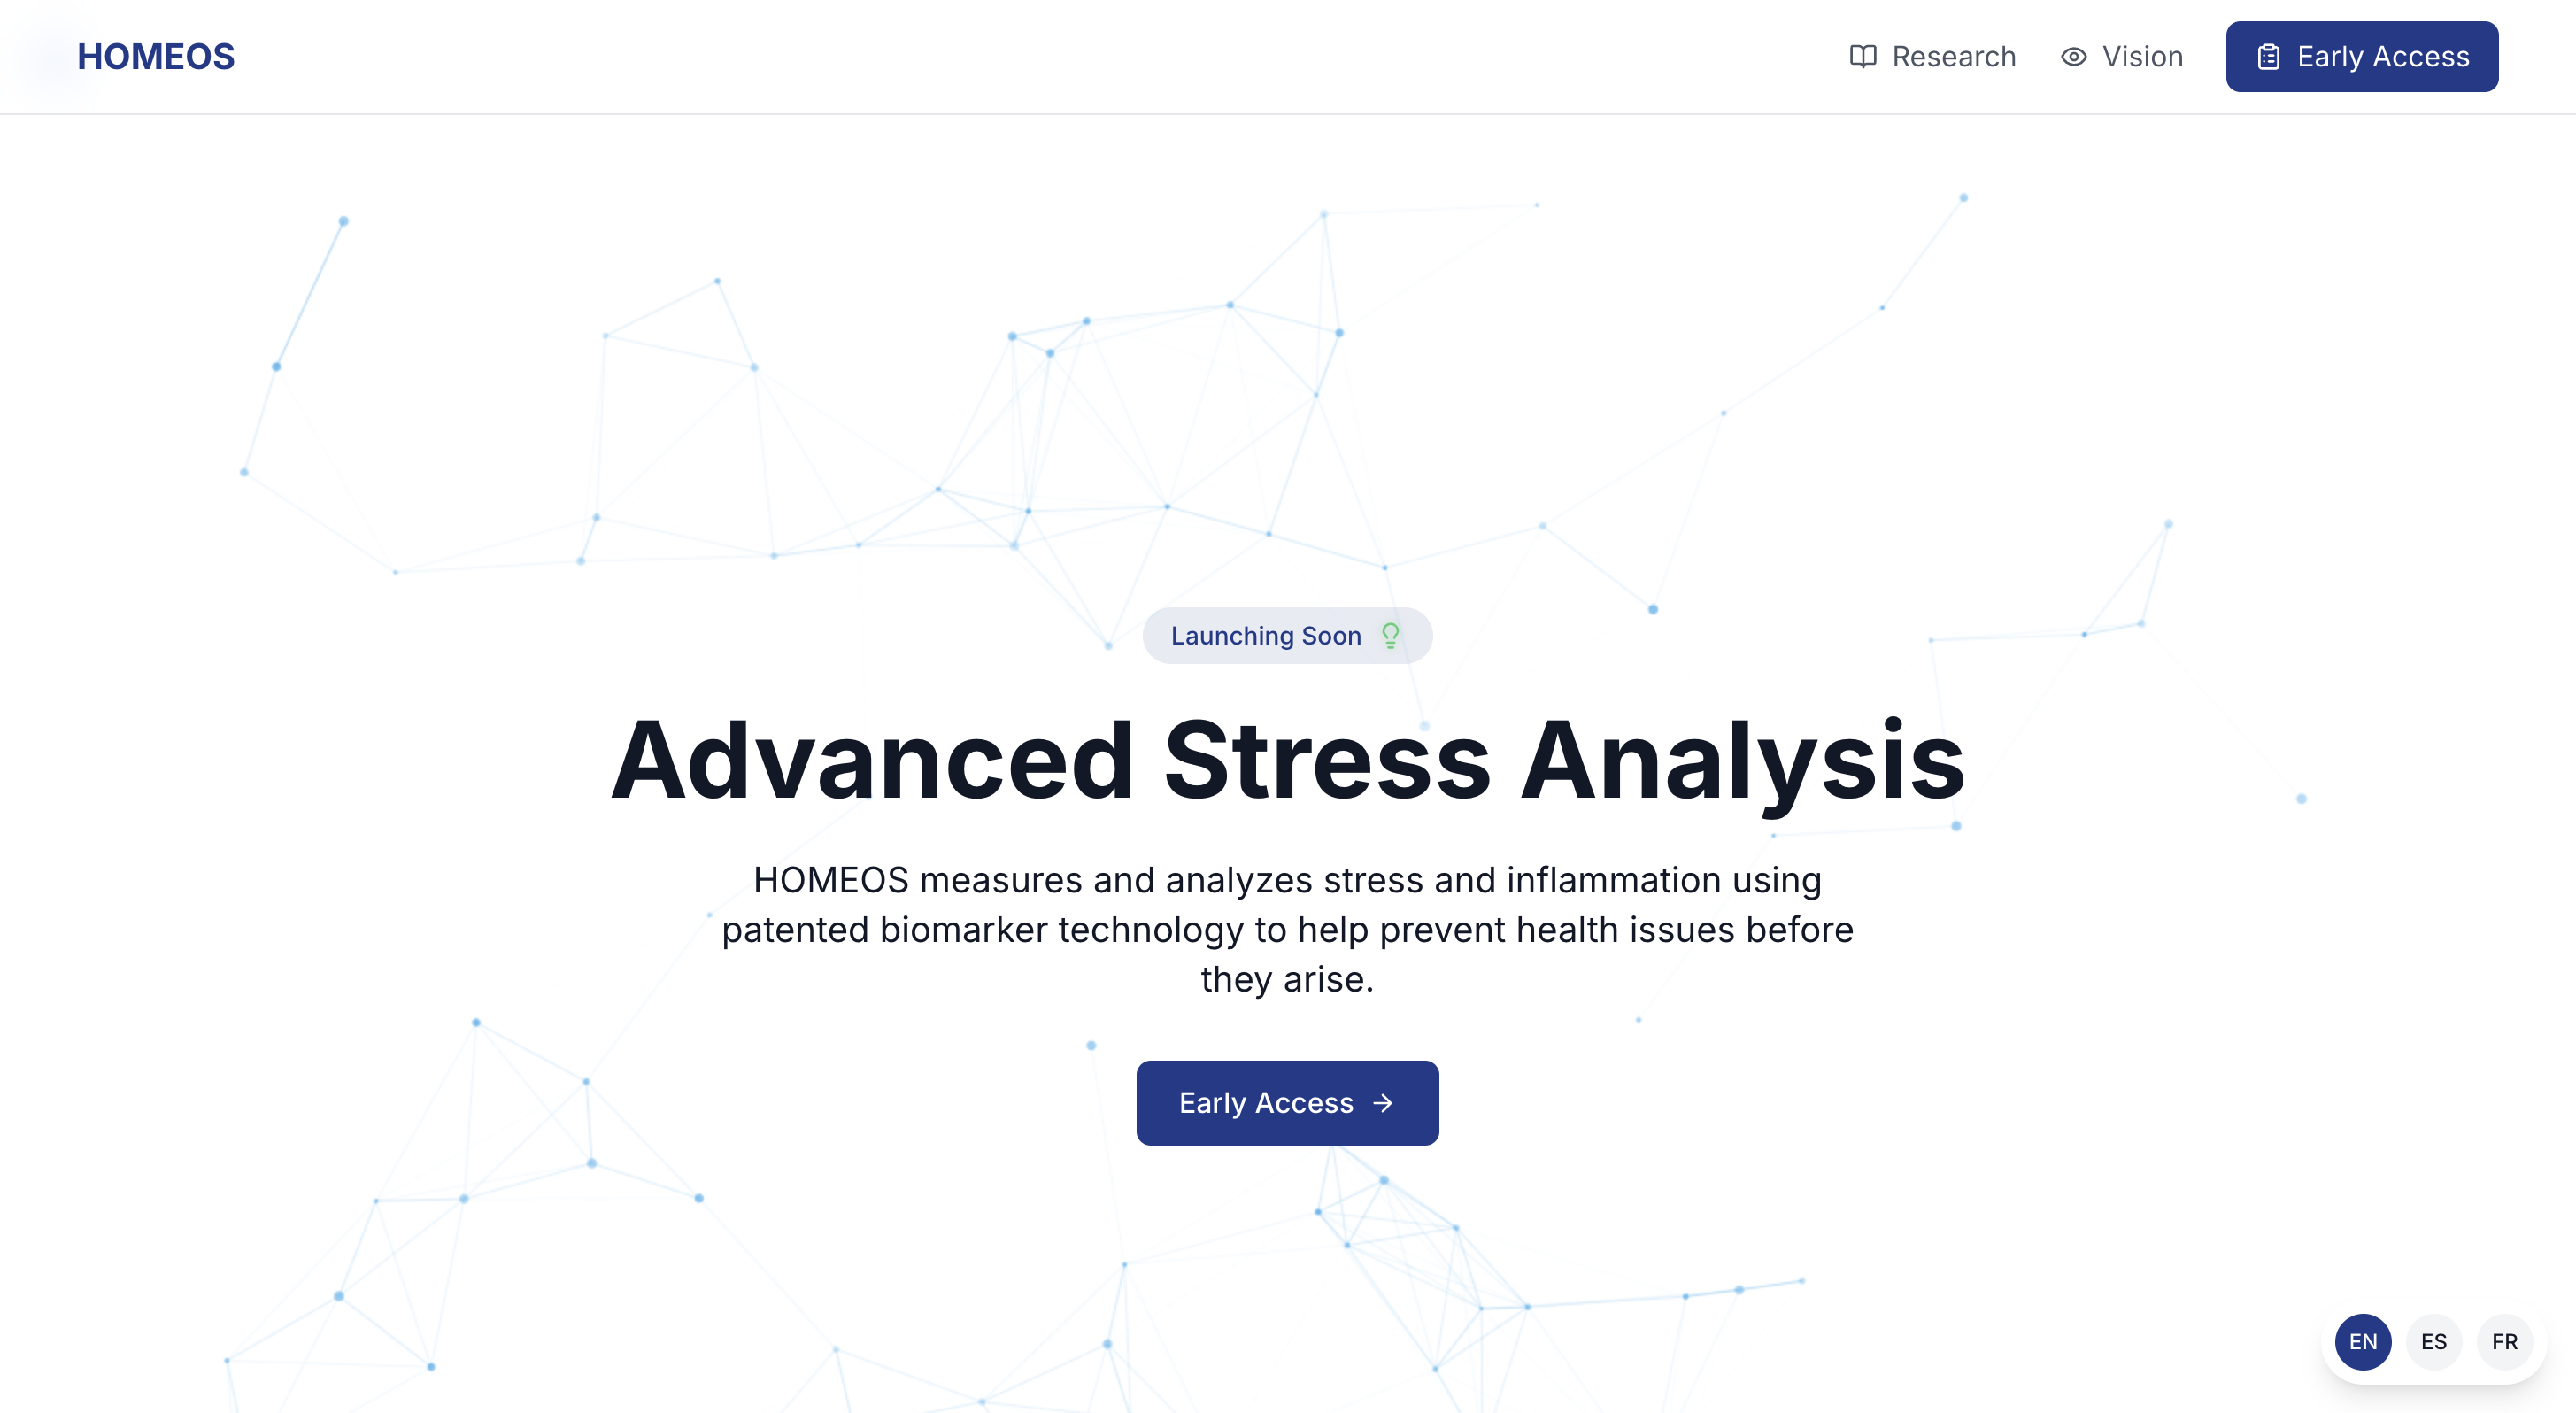 HOMEOS
Research
Vision
Early Access
Launching Soon
Advanced Stress Analysis
HOMEOS measures and analyzes stress and inflammation using
patented biomarker technology to help prevent health issues before
they arise.
Early Access
EN
ES
FR